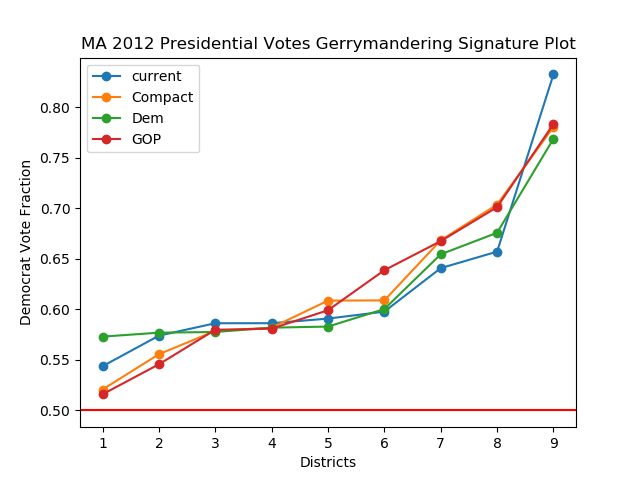 MA 2012 Presidential Votes Gerrymandering Signature Plot
current
Compact
Dem
GOP
Democrat Vote Fraction
0.80
0.75
0.70
0.65
0.60
0.55
0.50
1 2 3 4 5 6 7 8 9
Districts